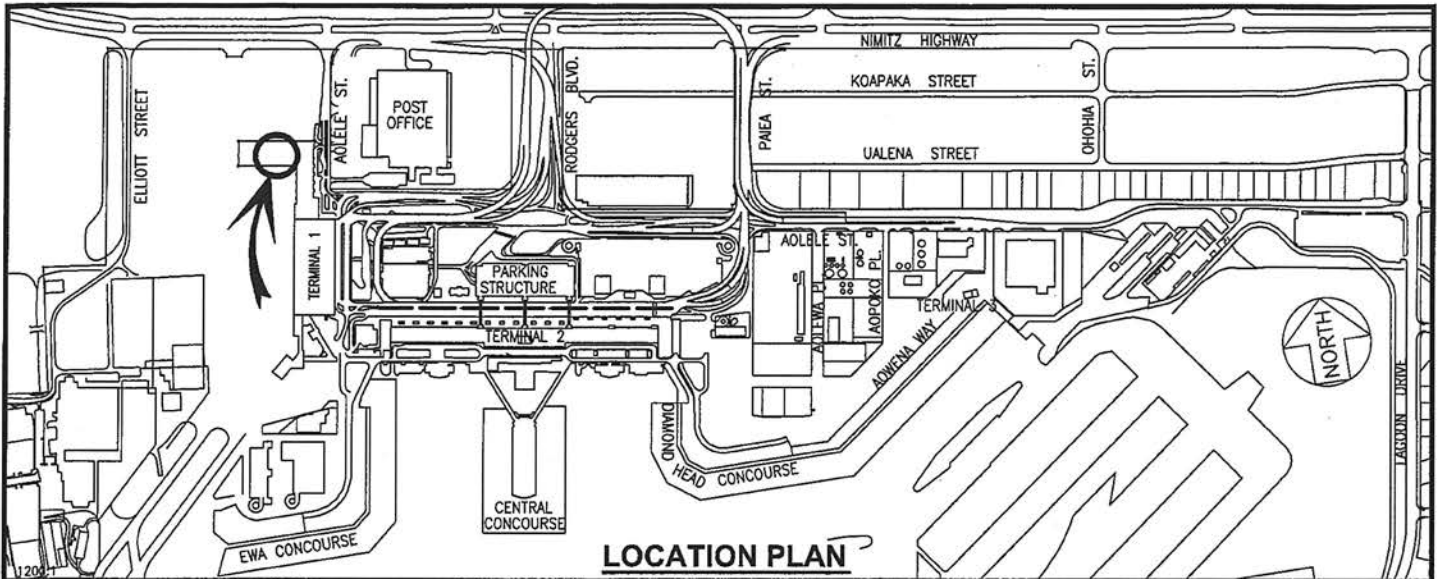 NIMITZ HIGHWAY
KOAPAKA STREET
UALENA STREET
ELLIOTT STREET
AOLELE ST.
POST
OFFICE
RODGERS BLVD.
PAIEA ST.
OHOHIA ST.
TERMINAL 1
PARKING
STRUCTURE
TERMINAL 2
AOLELE ST.
AOLEWA PL.
AOPOKO PL.
TERMINAL 3
AOWENA WAY
NORTH
LAGOON DRIVE
DIAMOND
HEAD CONCOURSE
CENTRAL
CONCOURSE
EWA CONCOURSE
LOCATION PLAN